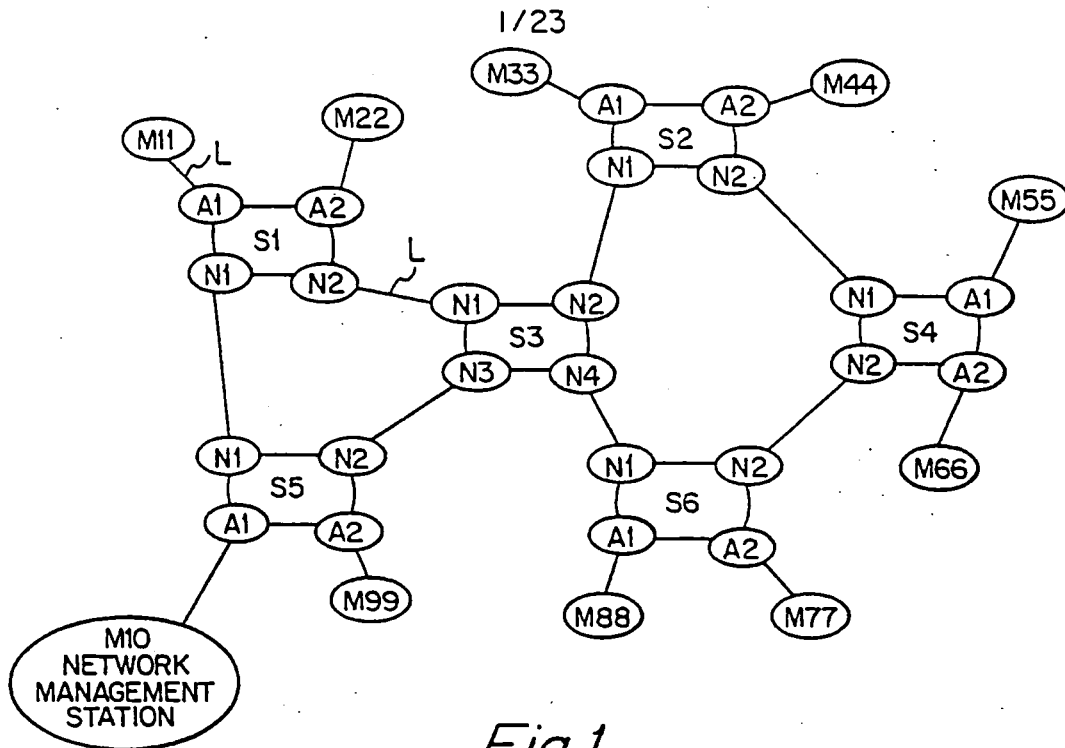 1/23
M33
M44
A1
A2
S2
N1
N2
M11
M22
L
A1
A2
S1
N1
N2
L
M55
N1
N2
S3
N3
N4
N1
A1
S4
N2
A2
M66
N1
N2
S5
A1
A2
M99
N1
N2
S6
A1
A2
M88
M77
M10
NETWORK
MANAGEMENT
STATION
Fig.1